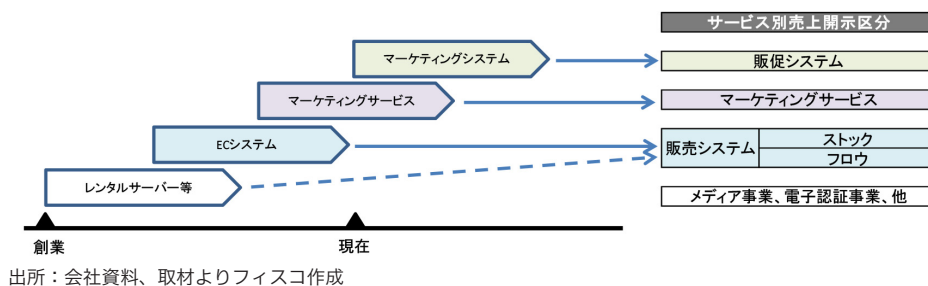 サービス別売上開示区分
マーケティングシステム
販促システム
マーケティングサービス
マーケティングサービス
ECシステム
販売システム
ストック
フロウ
レンタルサーバー等
メディア事業、電子認証事業、他
創業
現在
出所：会社資料、取材よりフィスコ作成